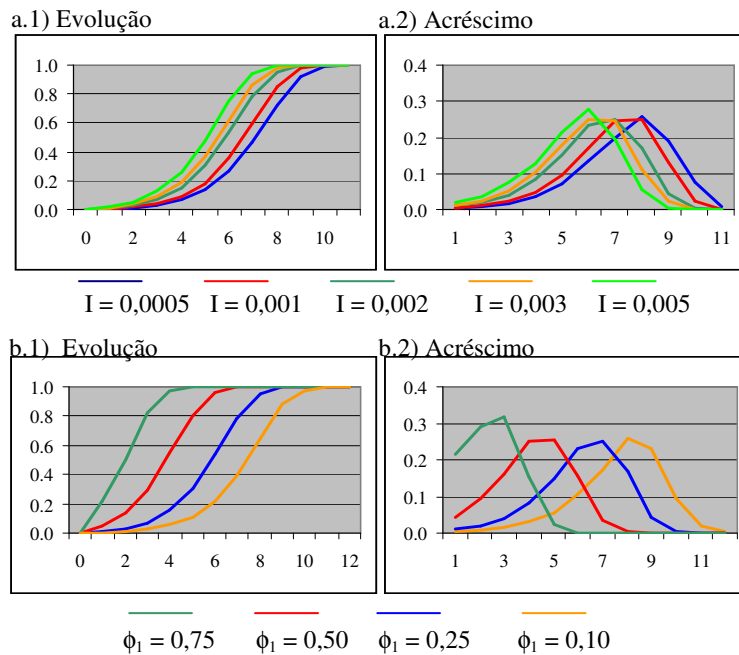 a.1) Evolução
a.2) Acréscimo
1.0
0.8
0.6
0.4
0.2
0.0
0 2 4 6 8 10
0.4
0.3
0.2
0.1
0.0
1 3 5 7 9 11
I = 0,0005 I = 0,001 I = 0,002 I = 0,003 I = 0,005
b.1) Evolução
b.2) Acréscimo
1.0
0.8
0.6
0.4
0.2
0.0
0 2 4 6 8 10 12
0.4
0.3
0.2
0.1
0.0
1 3 5 7 9 11
ϕ₁ = 0,75 ϕ₁ = 0,50 ϕ₁ = 0,25 ϕ₁ = 0,10